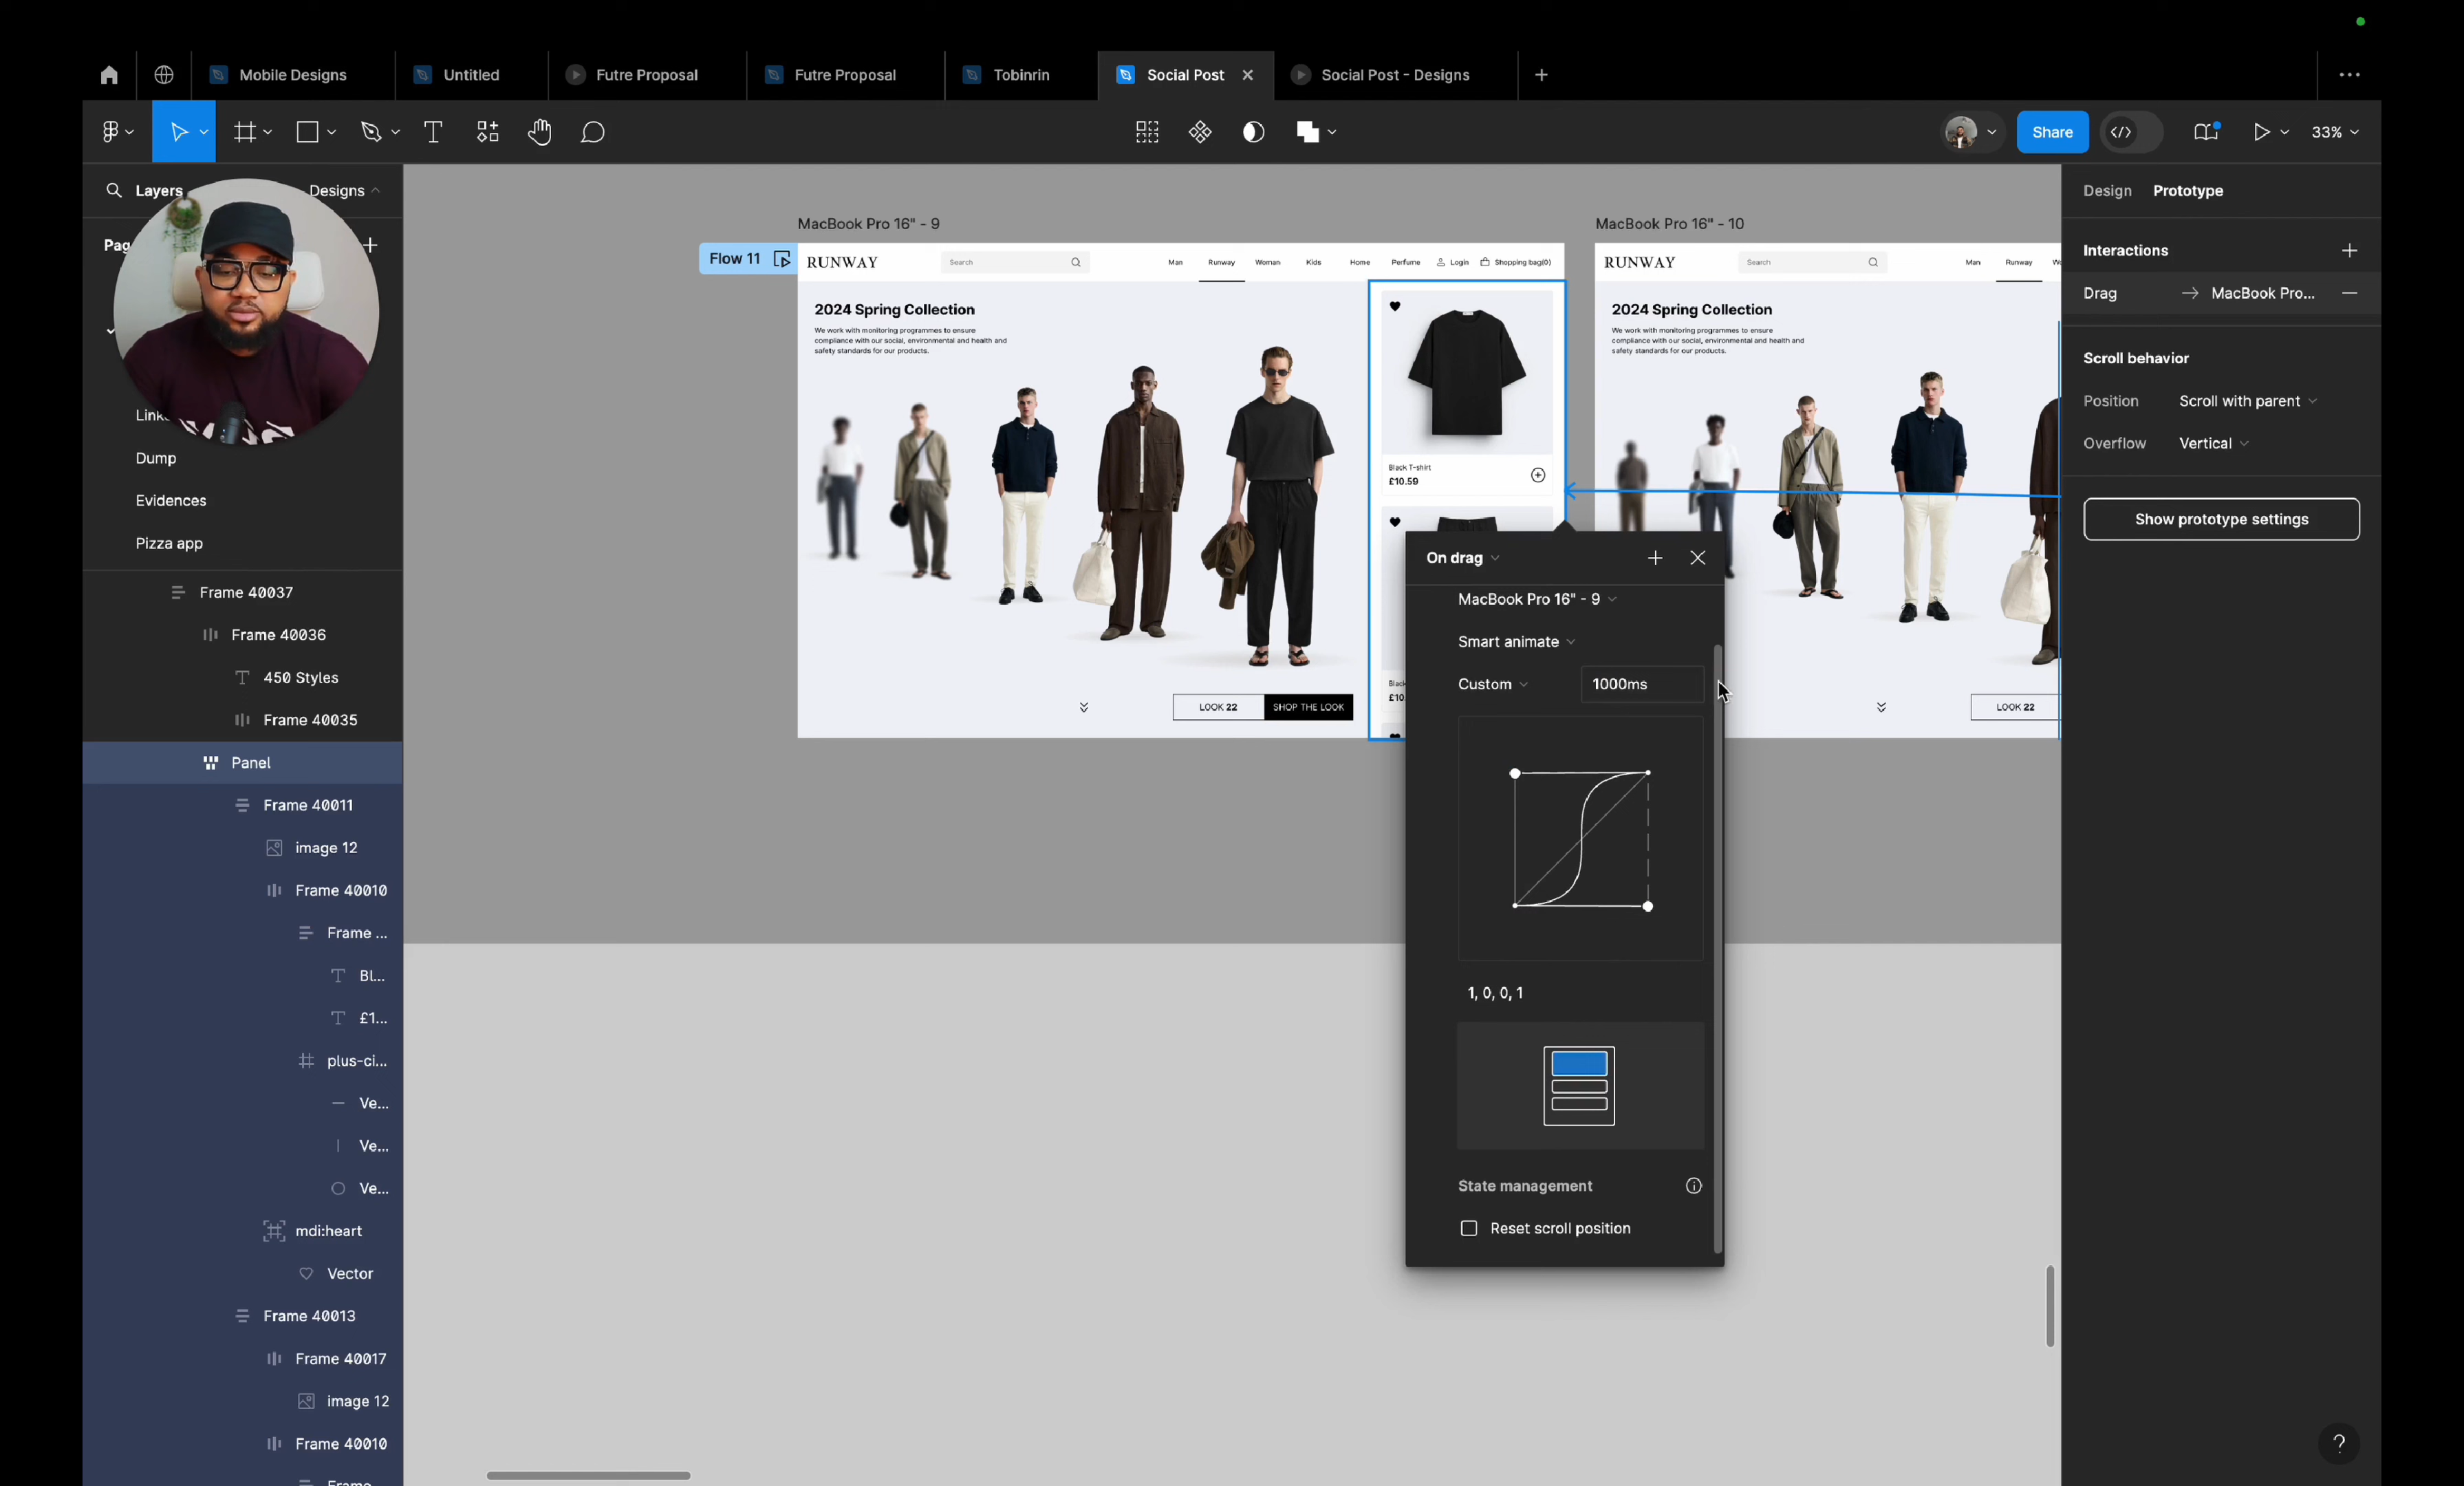 Mobile Designs
Untitled
Futre Proposal
Futre Proposal
Tobinrin
Social Post
Social Post - Designs
Share
33%
Layers
Designs
Pag
Link
Dump
Evidences
Pizza app
Frame 40037
Frame 40036
450 Styles
Frame 40035
Panel
Frame 40011
image 12
Frame 40010
Frame ...
Bl...
£1...
plus-ci...
Ve...
Ve...
Ve...
mdi:heart
Vector
Frame 40013
Frame 40017
image 12
Frame 40010
Frame
MacBook Pro 16" - 9
Flow 11
RUNWAY
Search
Man
Runway
Woman
Kids
Home
Perfume
Login
Shopping bag(0)
2024 Spring Collection
We work with monitoring programmes to ensure
compliance with our social, environmental and health and
safety standards for our products.
Black T-shirt
£10.59
Blac
£10.
LOOK 22
SHOP THE LOOK
MacBook Pro 16" - 10
RUNWAY
Search
Man
Runway
Wo
2024 Spring Collection
We work with monitoring programmes to ensure
compliance with our social, environmental and health and
safety standards for our products.
LOOK 22
On drag
MacBook Pro 16" - 9
Smart animate
Custom
1000ms
1, 0, 0, 1
State management
Reset scroll position
Design
Prototype
Interactions
Drag
MacBook Pro...
Scroll behavior
Position
Scroll with parent
Overflow
Vertical
Show prototype settings
?